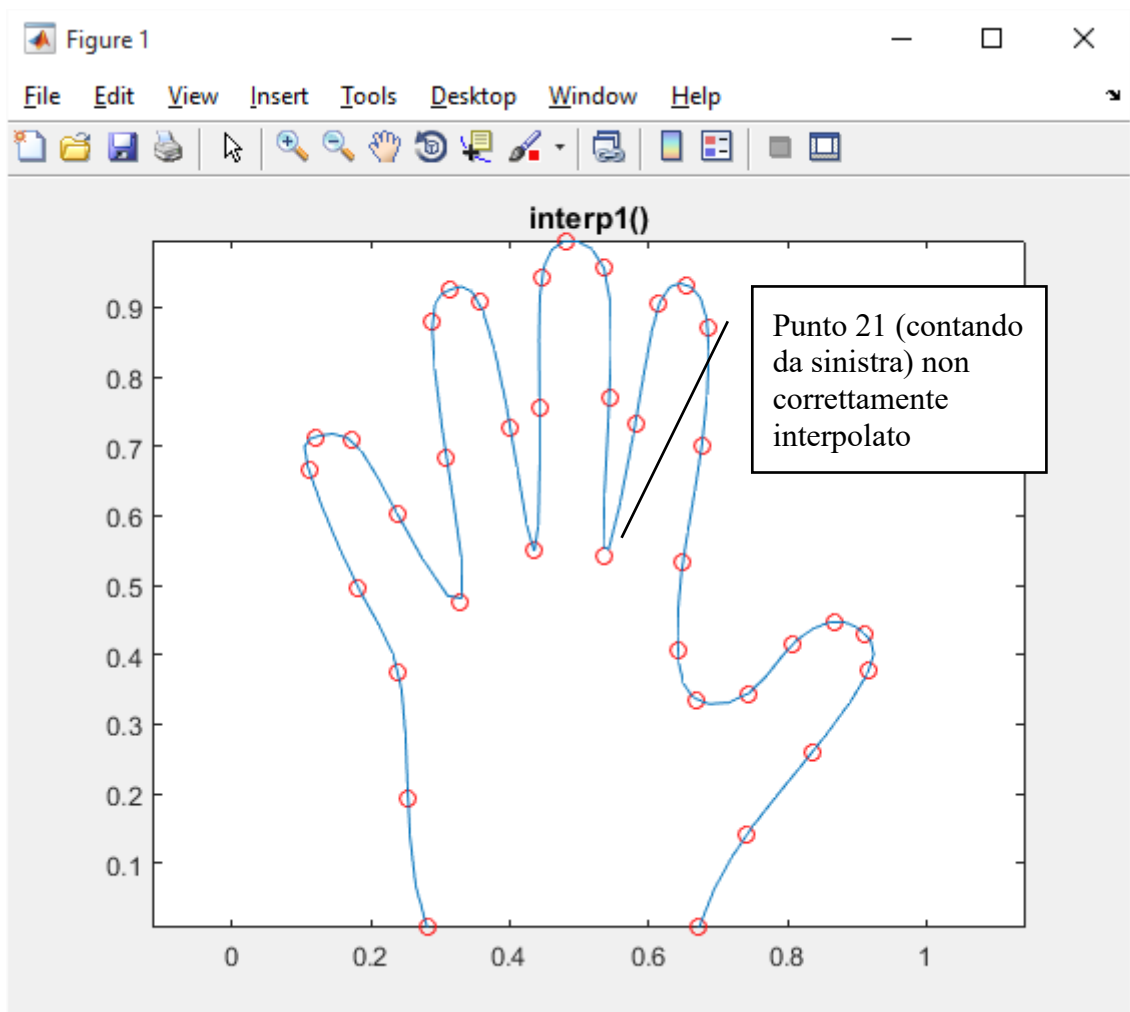 Figure 1
File Edit View Insert Tools Desktop Window Help
interp1()
0.9
0.8
0.7
0.6
0.5
0.4
0.3
0.2
0.1
0 0.2 0.4 0.6 0.8 1
Punto 21 (contando
da sinistra) non
correttamente
interpolato